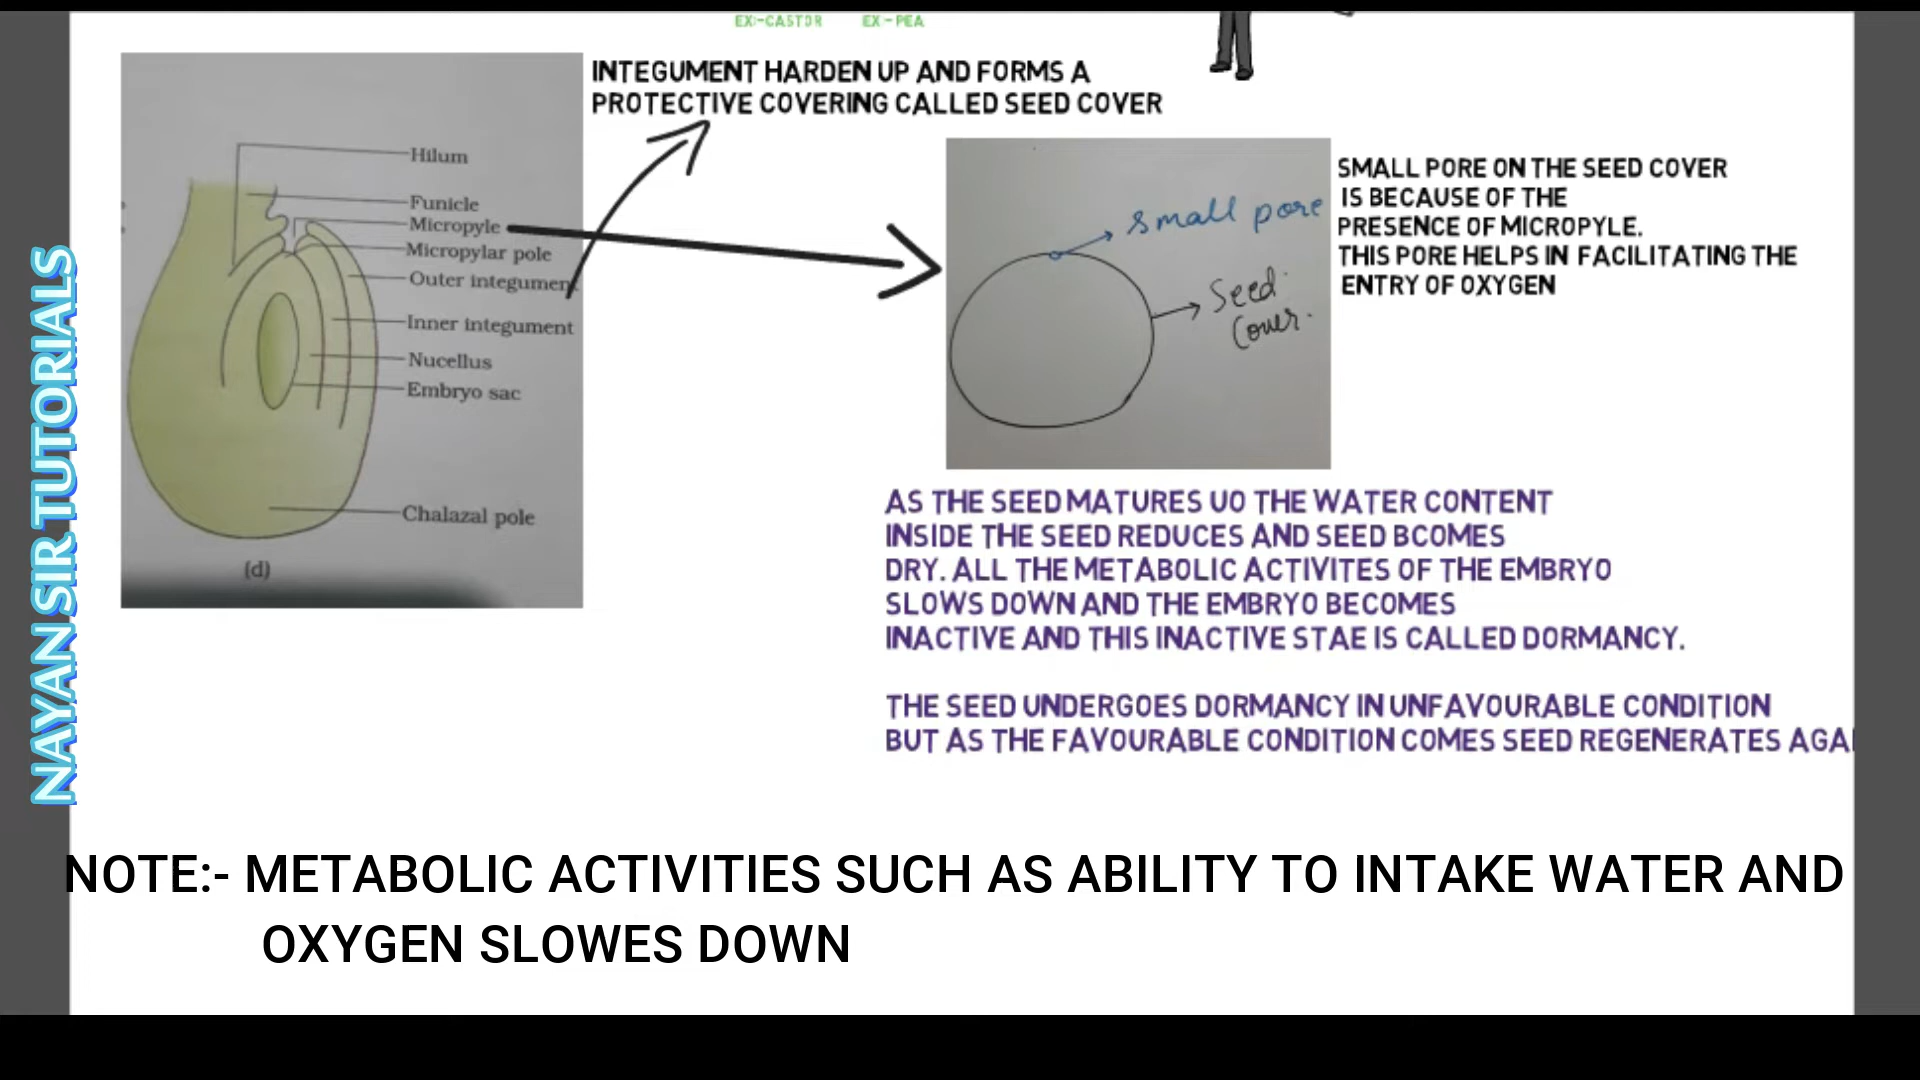 EX:-CASTOR EX:-PEA
INTEGUMENT HARDEN UP AND FORMS A
PROTECTIVE COVERING CALLED SEED COVER
Hilum
Funicle
Micropyle
Micropylar pole
Outer integument
Inner integument
Nucellus
Embryo sac
Chalazal pole
(d)
small pore
Seed
Cover.
SMALL PORE ON THE SEED COVER
IS BECAUSE OF THE
PRESENCE OF MICROPYLE.
THIS PORE HELPS IN FACILITATING THE
ENTRY OF OXYGEN
AS THE SEED MATURES UO THE WATER CONTENT
INSIDE THE SEED REDUCES AND SEED BCOMES
DRY. ALL THE METABOLIC ACTIVITES OF THE EMBRYO
SLOWS DOWN AND THE EMBRYO BECOMES
INACTIVE AND THIS INACTIVE STAE IS CALLED DORMANCY.
THE SEED UNDERGOES DORMANCY IN UNFAVOURABLE CONDITION
BUT AS THE FAVOURABLE CONDITION COMES SEED REGENERATES AGAI
NAYAN SIR TUTORIALS
NOTE:- METABOLIC ACTIVITIES SUCH AS ABILITY TO INTAKE WATER AND
OXYGEN SLOWES DOWN